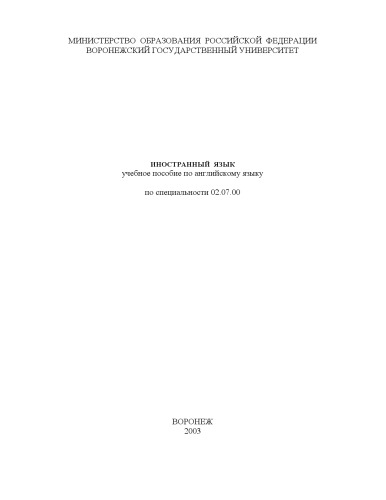 МИНИСТЕРСТВО ОБРАЗОВАНИЯ РОССИЙСКОЙ ФЕДЕРАЦИИ
ВОРОНЕЖСКИЙ ГОСУДАРСТВЕННЫЙ УНИВЕРСИТЕТ
ИНОСТРАННЫЙ ЯЗЫК
учебное пособие по английскому языку
по специальности 02.07.00
ВОРОНЕЖ
2003